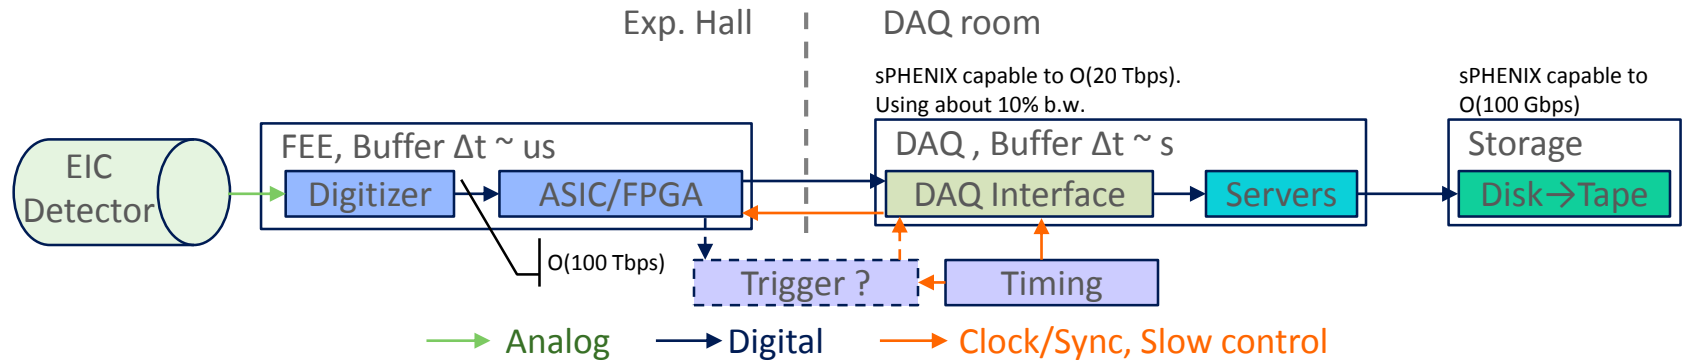 Exp. Hall
DAQ room
sPHENIX capable to O(20 Tbps).
Using about 10% b.w.
sPHENIX capable to
O(100 Gbps)
EIC
Detector
FEE, Buffer Δt ~ us
Digitizer
ASIC/FPGA
O(100 Tbps)
DAQ , Buffer Δt ~ s
DAQ Interface
Servers
Storage
Disk→Tape
Trigger ?
Timing
Analog
Digital
Clock/Sync, Slow control